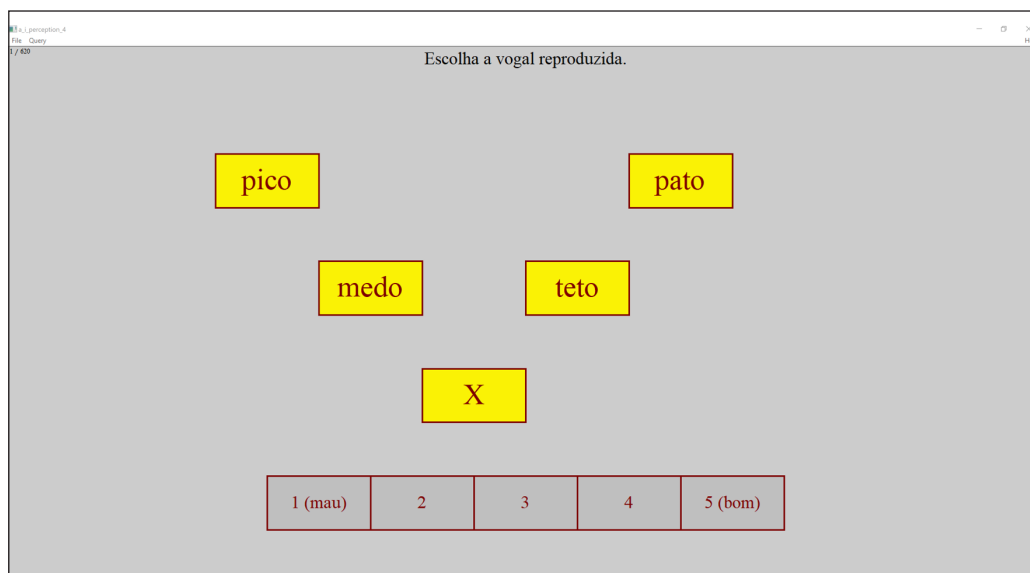 a_i_perception_4
File Query
1 / 620
Escolha a vogal reproduzida.
pico pato
medo teto
X
1 (mau) 2 3 4 5 (bom)